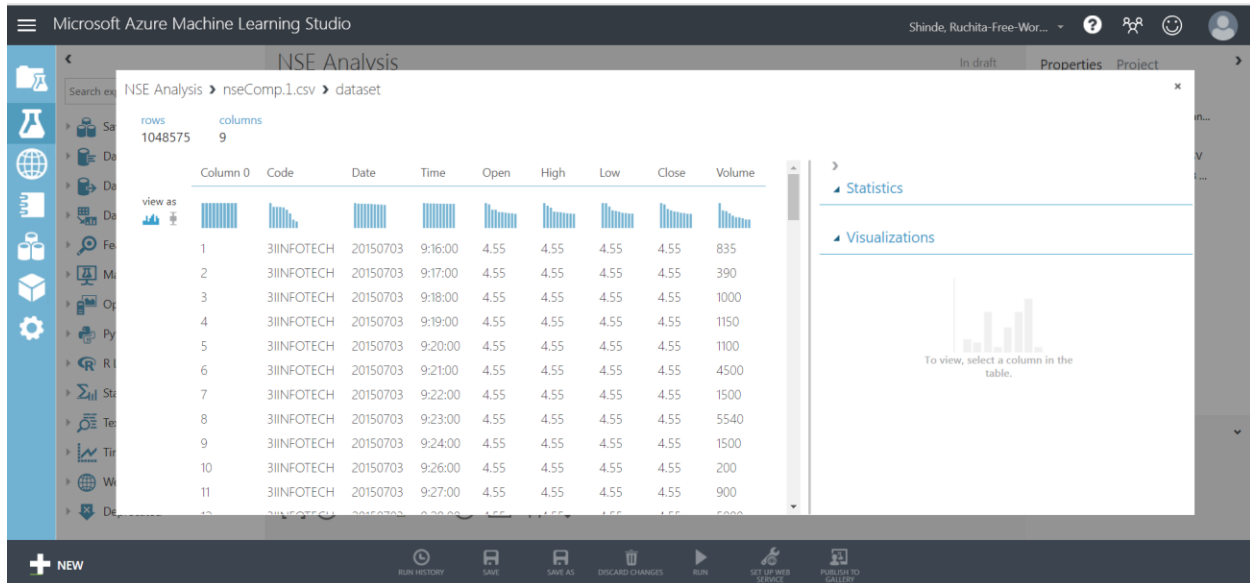 Microsoft Azure Machine Learning Studio
Shinde, Ruchita-Free-Wor...
NSE Analysis
In draft
Properties Project
Search
NSE Analysis > nseComp.1.csv > dataset
rows columns
1048575 9
Column 0 Code Date Time Open High Low Close Volume
view as
1 3IINFOTECH 20150703 9:16:00 4.55 4.55 4.55 4.55 835
2 3IINFOTECH 20150703 9:17:00 4.55 4.55 4.55 4.55 390
3 3IINFOTECH 20150703 9:18:00 4.55 4.55 4.55 4.55 1000
4 3IINFOTECH 20150703 9:19:00 4.55 4.55 4.55 4.55 1150
5 3IINFOTECH 20150703 9:20:00 4.55 4.55 4.55 4.55 1100
6 3IINFOTECH 20150703 9:21:00 4.55 4.55 4.55 4.55 4500
7 3IINFOTECH 20150703 9:22:00 4.55 4.55 4.55 4.55 1500
8 3IINFOTECH 20150703 9:23:00 4.55 4.55 4.55 4.55 5540
9 3IINFOTECH 20150703 9:24:00 4.55 4.55 4.55 4.55 1500
10 3IINFOTECH 20150703 9:26:00 4.55 4.55 4.55 4.55 200
11 3IINFOTECH 20150703 9:27:00 4.55 4.55 4.55 4.55 900
Statistics
Visualizations
To view, select a column in the
table.
NEW
RUN HISTORY
SAVE
SAVE AS
DISCARD CHANGES
RUN
SET UP WEB
SERVICE
PUBLISH TO
GALLERY